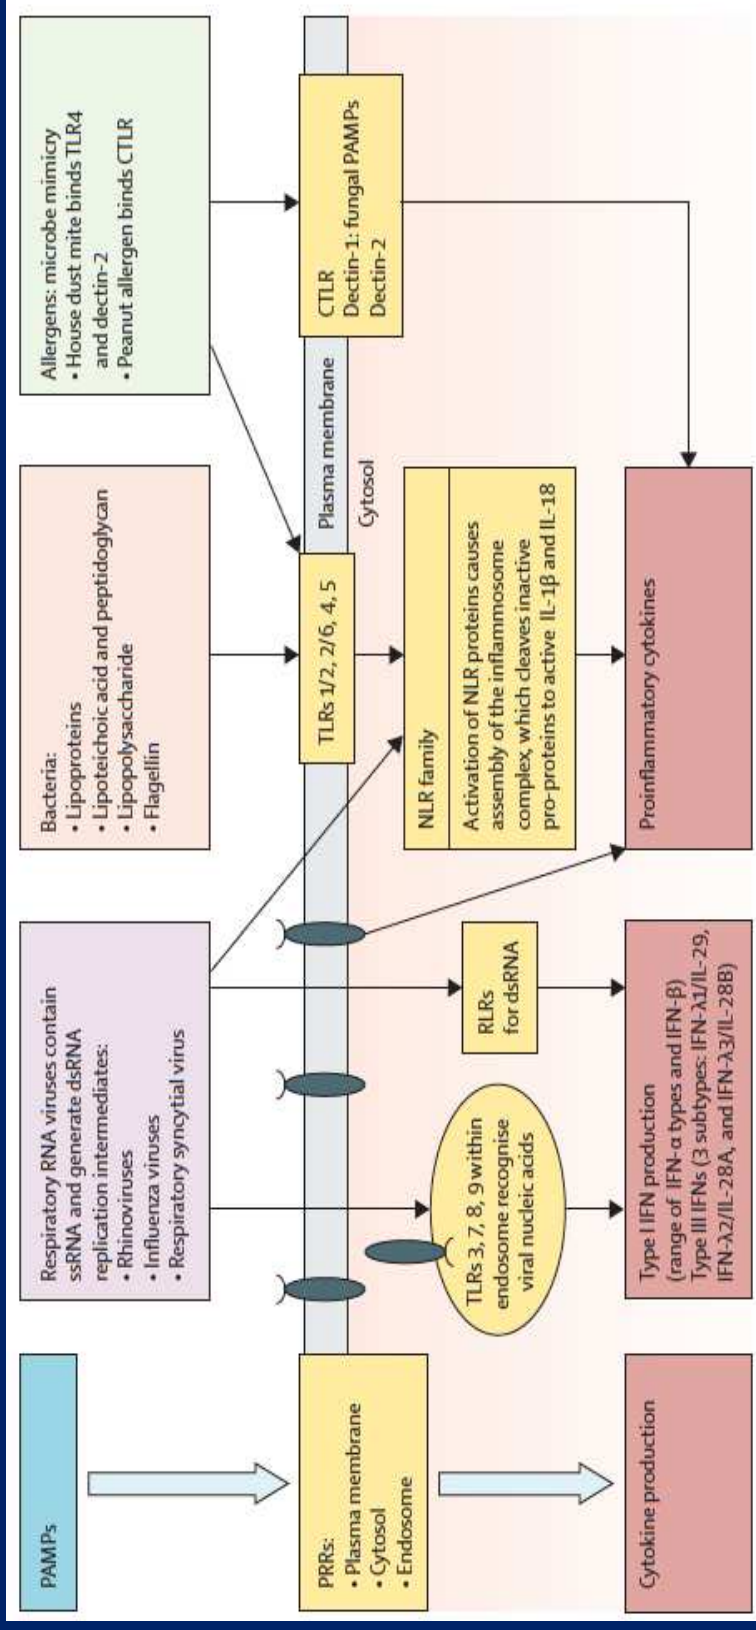 PAMPs
Respiratory RNA viruses contain
ssRNA and generate dsRNA
replication intermediates:
• Rhinoviruses
• Influenza viruses
• Respiratory syncytial virus
Bacteria:
• Lipoproteins
• Lipoteichoic acid and peptidoglycan
• Lipopolysaccharide
• Flagellin
Allergens: microbe mimicry
• House dust mite binds TLR4
and dectin-2
• Peanut allergen binds CTLR
PRRs:
• Plasma membrane
• Cytosol
• Endosome
TLRs 1/2, 2/6, 4, 5
Plasma membrane
Cytosol
CTLR
Dectin-1: fungal PAMPs
Dectin-2
TLRs 3, 7, 8, 9 within
endosome recognise
viral nucleic acids
RLRs
for dsRNA
NLR family
Activation of NLR proteins causes
assembly of the inflammosome
complex, which cleaves inactive
pro-proteins to active IL-1β and IL-18
Cytokine production
Type I IFN production
(range of IFN-α types and IFN-β)
Type III IFNs (3 subtypes: IFN-λ1/IL-29,
IFN-λ2/IL-28A, and IFN-λ3/IL-28B)
Proinflammatory cytokines